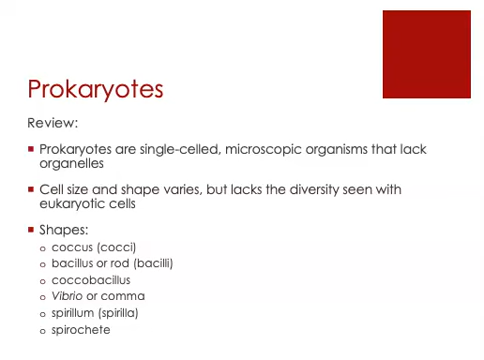 Prokaryotes
Review:
Prokaryotes are single-celled, microscopic organisms that lack
organelles
Cell size and shape varies, but lacks the diversity seen with
eukaryotic cells
Shapes:
coccus (cocci)
bacillus or rod (bacilli)
coccobacillus
Vibrio or comma
spirillum (spirilla)
spirochete